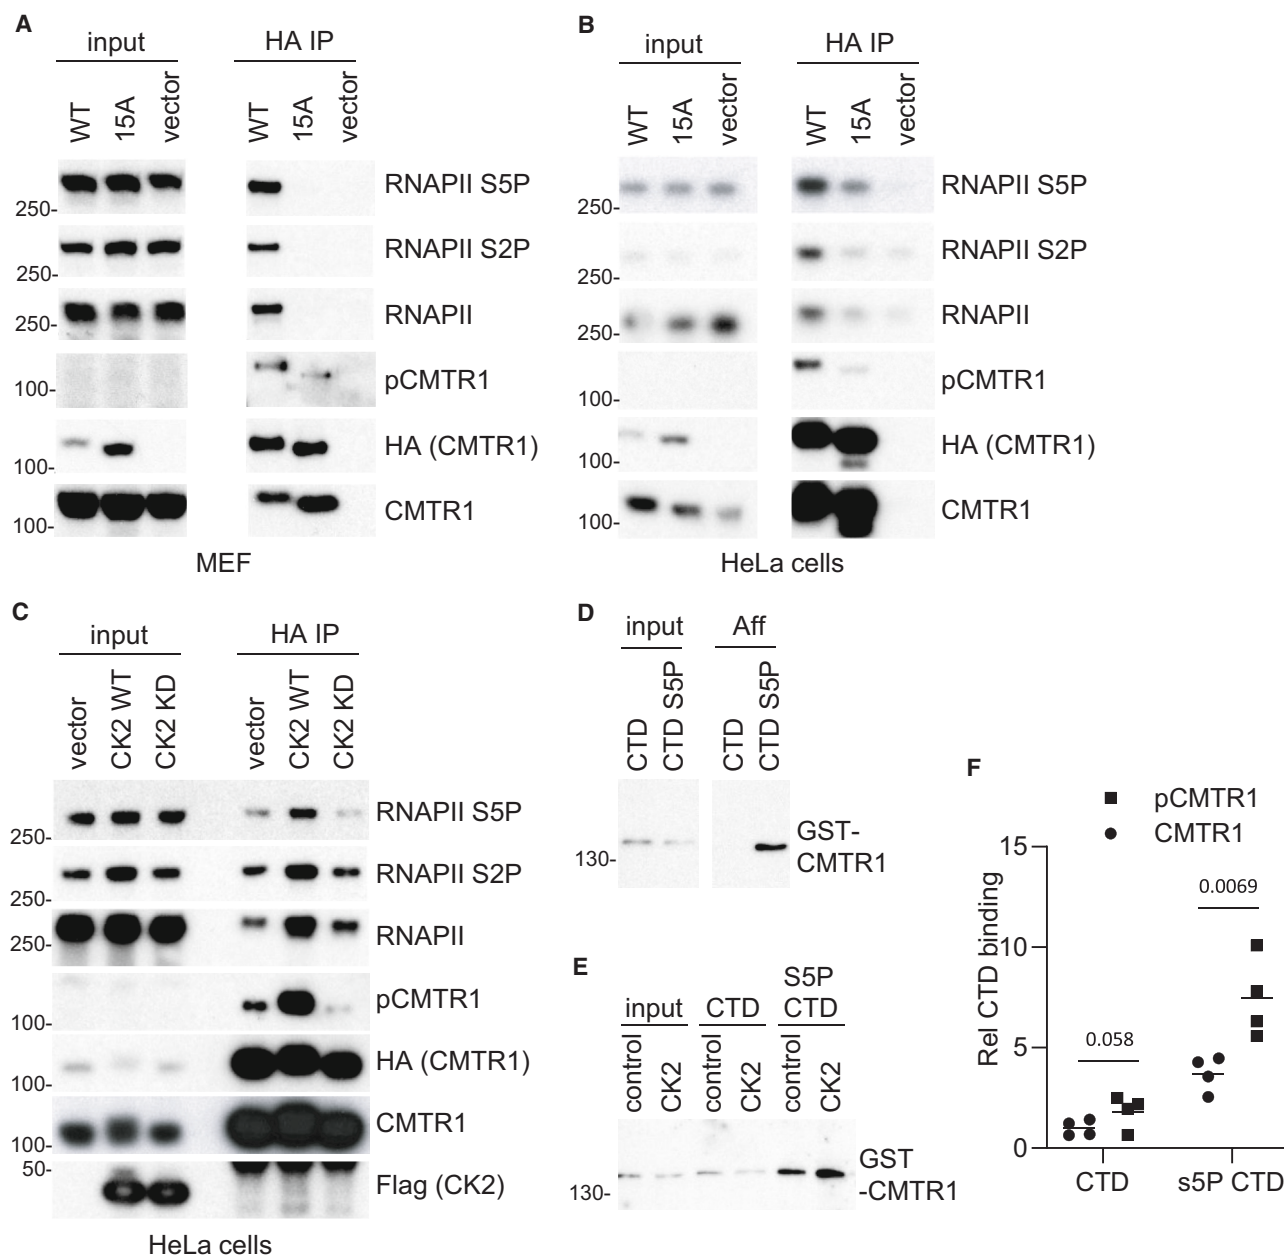 A
input
HA IP
WT
15A
vector
WT
15A
vector
RNAPII S5P
250-
RNAPII S2P
250-
RNAPII
250-
pCMTR1
100-
HA (CMTR1)
100-
CMTR1
100-
MEF
B
input
HA IP
WT
15A
vector
WT
15A
vector
RNAPII S5P
250-
RNAPII S2P
250-
RNAPII
250-
pCMTR1
100-
HA (CMTR1)
100-
CMTR1
100-
HeLa cells
C
input
HA IP
vector
CK2 WT
CK2 KD
vector
CK2 WT
CK2 KD
RNAPII S5P
250-
RNAPII S2P
250-
RNAPII
250-
pCMTR1
100-
HA (CMTR1)
100-
CMTR1
100-
50-
Flag (CK2)
HeLa cells
D
input
Aff
CTD
CTD S5P
CTD
CTD S5P
GST-
CMTR1
130-
E
input
CTD
S5P
CTD
control
CK2
control
CK2
control
CK2
GST
-CMTR1
130-
F
pCMTR1
CMTR1
Rel CTD binding
15
10
5
0
0.058
0.0069
CTD
s5P CTD